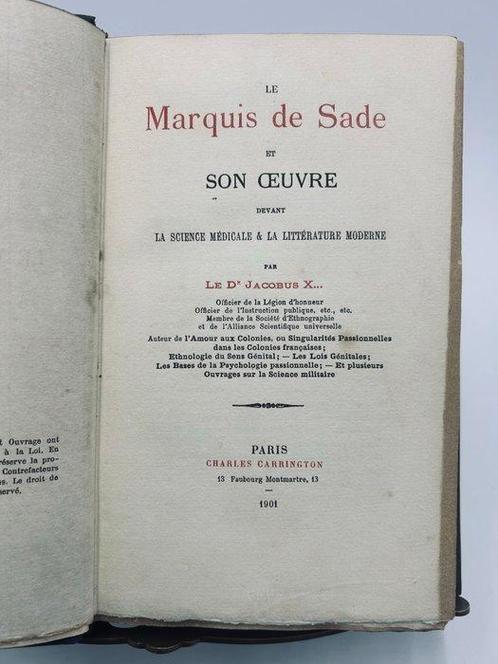 LE
Marquis de Sade
ET
SON ŒUVRE
DEVANT
LA SCIENCE MÉDICALE & LA LITTÉRATURE MODERNE
PAR
LE Dr JACOBUS X...
Officier de la Légion d'honneur
Officier de l'Instruction publique, etc., etc.
Membre de la Société d'Ethnographie
et de l'Alliance Scientifique universelle
Auteur de l'Amour aux Colonies, ou Singularités Passionnelles
dans les Colonies françaises;
Ethnologie du Sens Génital; — Les Lois Génitales;
Les Bases de la Psychologie passionnelle; — Et plusieurs
Ouvrages sur la Science militaire
PARIS
CHARLES CARRINGTON
13 Faubourg Montmartre, 13
1901
t Ouvrage ont
à la Loi. En
réserve la pro-
Contrefacteurs
es. Le droit de
servé.